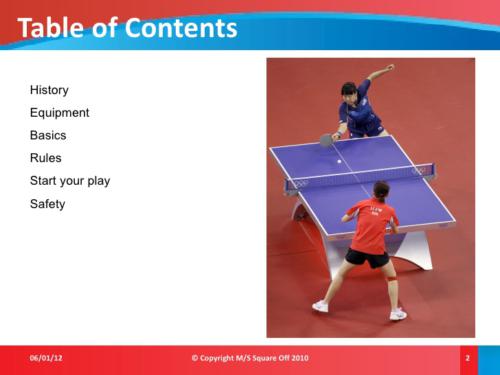 Table of Contents
History
Equipment
Basics
Rules
Start your play
Safety
06/01/12
© Copyright M/S Square Off 2010
2